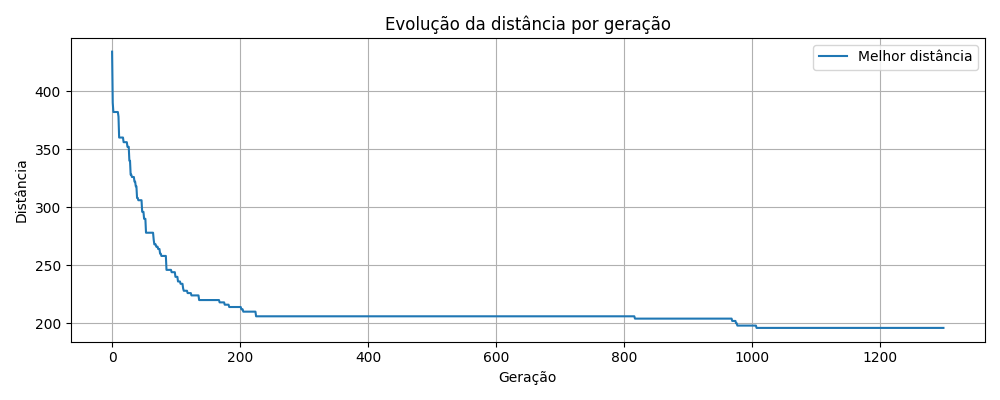 Evolução da distância por geração
Melhor distância
400
350
300
250
200
Distância
0 200 400 600 800 1000 1200
Geração